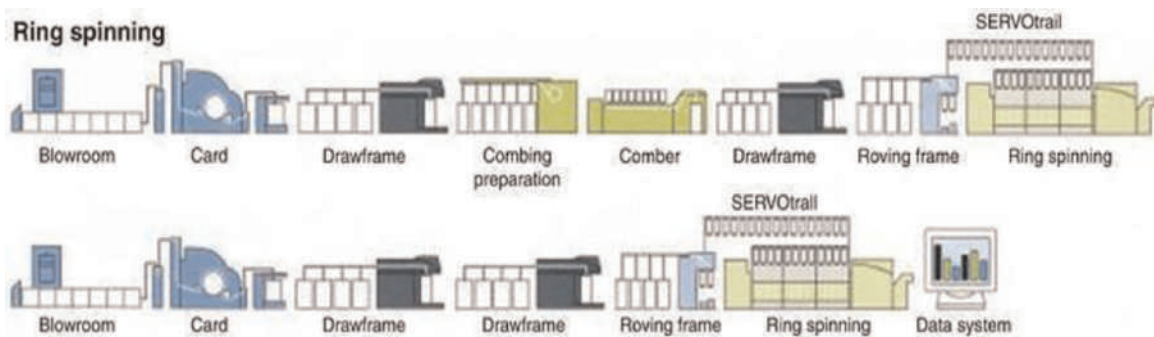 Ring spinning
SERVOtrail
Blowroom Card Drawframe Combing preparation Comber Drawframe Roving frame Ring spinning
SERVOtrall
Blowroom Card Drawframe Drawframe Roving frame Ring spinning Data system